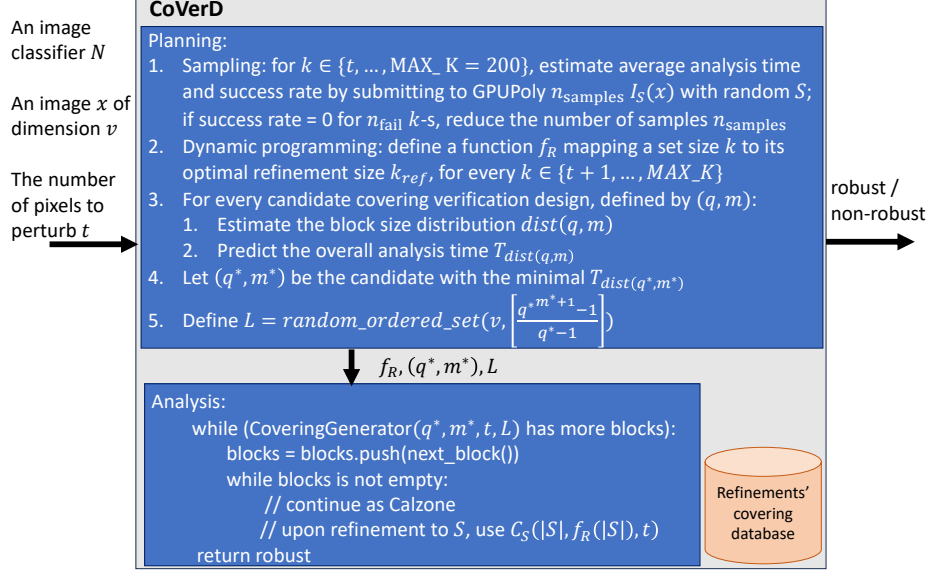 CoVerD
An image
classifier N
An image x of
dimension v
The number
of pixels to
perturb t
Planning:
1. Sampling: for k ∈ {t, …, MAX_ K = 200}, estimate average analysis time
and success rate by submitting to GPUPoly n_samples I_S(x) with random S;
if success rate = 0 for n_fail k-s, reduce the number of samples n_samples
2. Dynamic programming: define a function f_R mapping a set size k to its
optimal refinement size k_ref, for every k ∈ {t + 1, …, MAX_K}
3. For every candidate covering verification design, defined by (q, m):
1. Estimate the block size distribution dist(q, m)
2. Predict the overall analysis time T_dist(q,m)
4. Let (q*, m*) be the candidate with the minimal T_dist(q*,m*)
5. Define L = random_ordered_set(v, [(q*^(m*+1) −1)/(q*−1)])
robust /
non-robust
f_R, (q*, m*), L
Analysis:
while (CoveringGenerator(q*, m*, t, L) has more blocks):
blocks = blocks.push(next_block())
while blocks is not empty:
// continue as Calzone
// upon refinement to S, use C_S(|S|, f_R(|S|), t)
return robust
Refinements'
covering
database